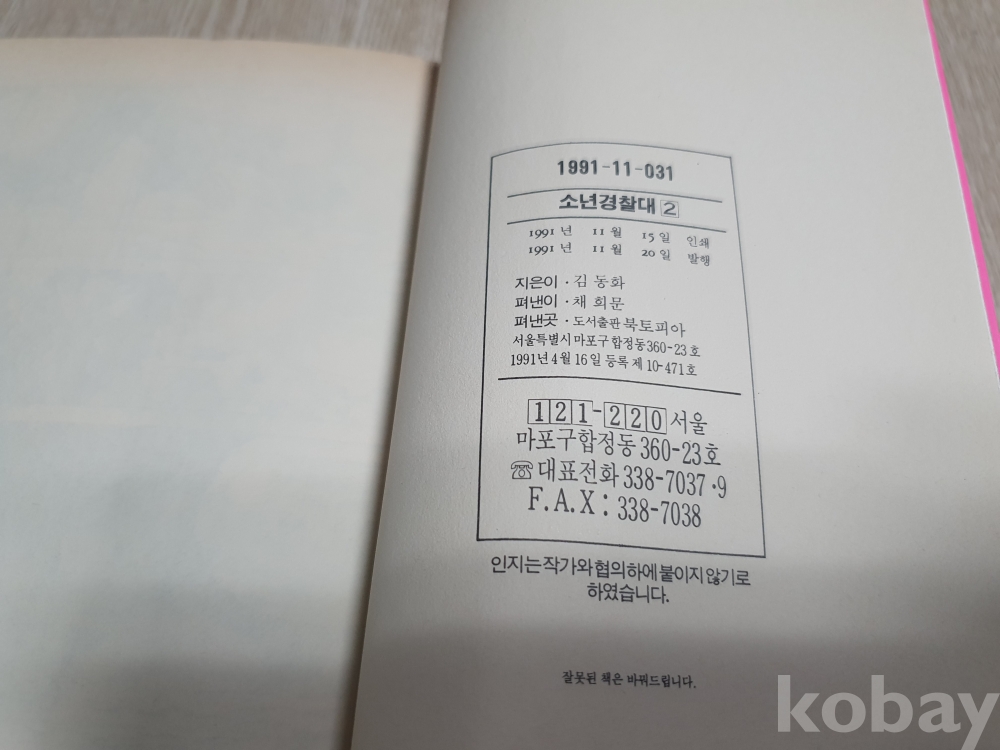 1991-11-031
소년경찰대 2
1991 년 11 월 15 일 인쇄
1991 년 11 월 20 일 발행
지은이 · 김 동화
펴낸이 · 채 희문
펴낸곳 · 도서출판 북토피아
서울특별시 마포구 합정동 360-23 호
1991년 4월 16일 등록 제 10-471호
121-220 서울
마포구합정동 360-23호
☏ 대표전화 338-7037 · 9
F.A.X : 338-7038
인지는 작가와 협의하에 붙이지 않기로
하였습니다.
잘못된 책은 바꿔드립니다.
kobay